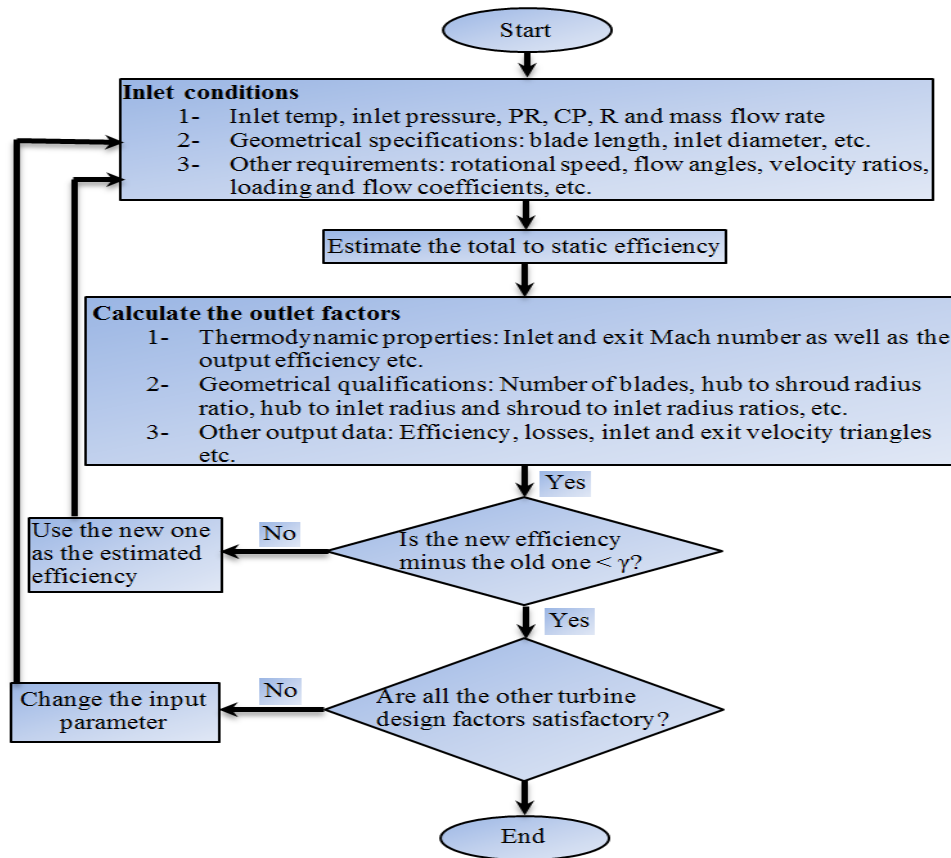 Start
Inlet conditions
1- Inlet temp, inlet pressure, PR, CP, R and mass flow rate
2- Geometrical specifications: blade length, inlet diameter, etc.
3- Other requirements: rotational speed, flow angles, velocity ratios,
loading and flow coefficients, etc.
Estimate the total to static efficiency
Calculate the outlet factors
1- Thermodynamic properties: Inlet and exit Mach number as well as the
output efficiency etc.
2- Geometrical qualifications: Number of blades, hub to shroud radius
ratio, hub to inlet radius and shroud to inlet radius ratios, etc.
3- Other output data: Efficiency, losses, inlet and exit velocity triangles
etc.
Yes
Is the new efficiency
minus the old one < γ?
No
Use the new one
as the estimated
efficiency
Yes
Are all the other turbine
design factors satisfactory?
No
Change the input
parameter
End